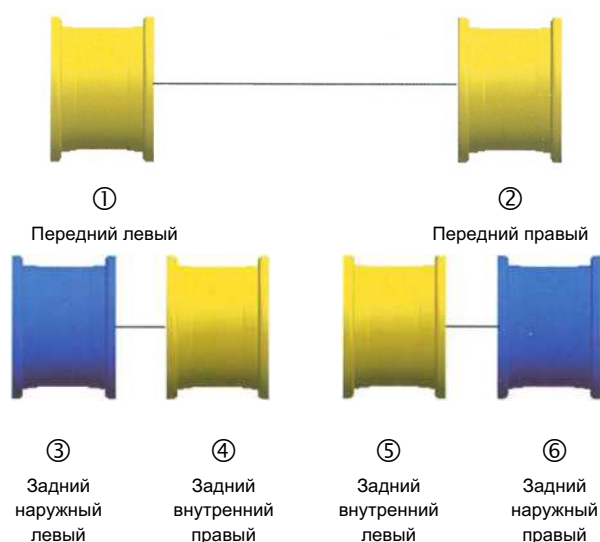 ① ②
Передний левый Передний правый
③ ④ ⑤ ⑥
Задний Задний Задний Задний
наружный внутренний внутренний наружный
левый правый левый правый